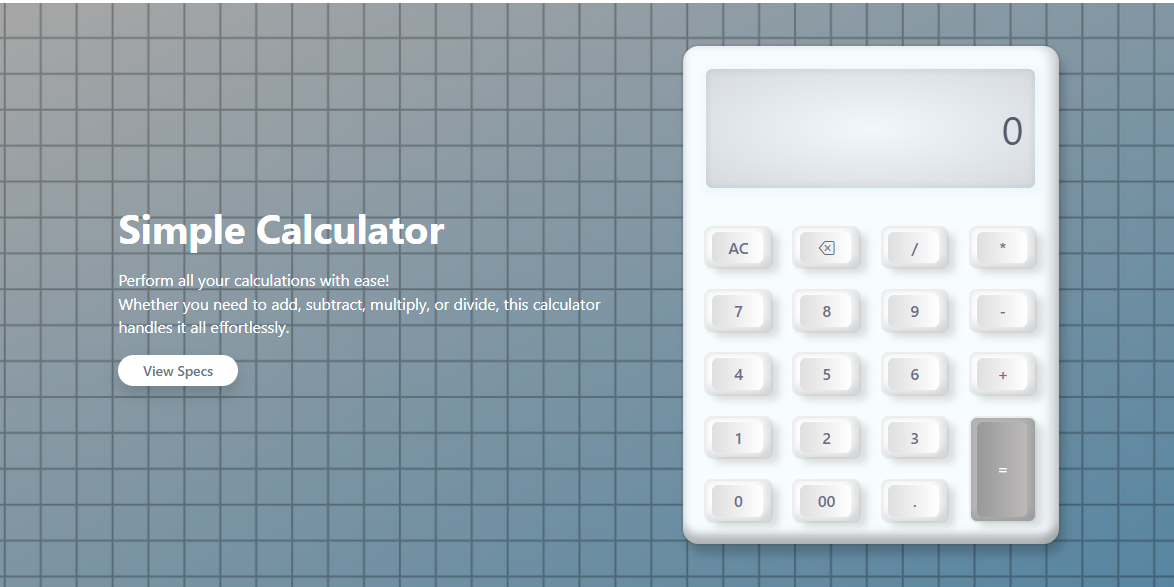 Simple Calculator
Perform all your calculations with ease!
Whether you need to add, subtract, multiply, or divide, this calculator
handles it all effortlessly.
View Specs
0
AC / *
7 8 9 -
4 5 6 +
1 2 3
=
0 00 .